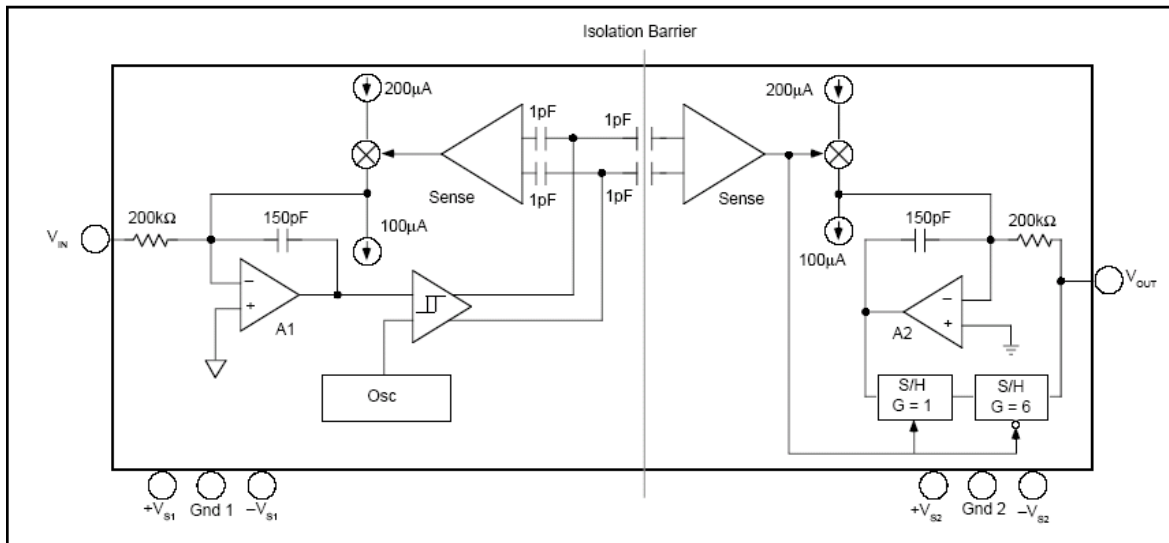 Isolation Barrier
200µA
200µA
1pF
1pF
1pF
1pF
Sense
Sense
200kΩ
150pF
100µA
150pF
200kΩ
100µA
V_IN
V_OUT
−
+
A1
−
+
A2
Osc
S/H
G = 1
S/H
G = 6
+V_S1
Gnd 1
−V_S1
+V_S2
Gnd 2
−V_S2